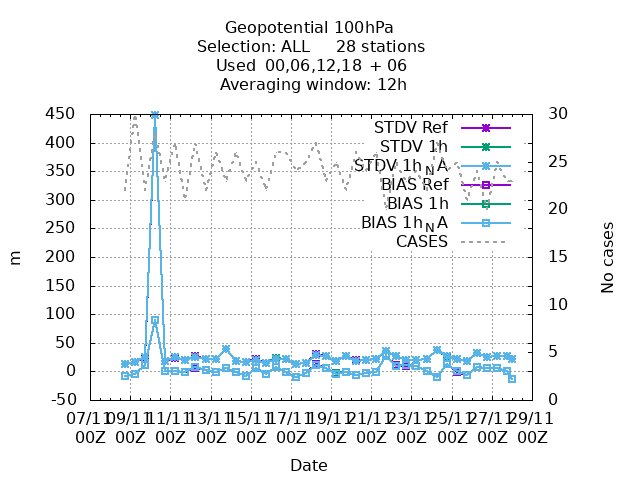 Geopotential 100hPa
Selection: ALL 28 stations
Used 00,06,12,18 + 06
Averaging window: 12h
450
400
350
300
250
200
150
100
50
0
-50
m
30
25
20
15
10
5
0
No cases
STDV Ref
STDV 1h
STDV 1h_NA
BIAS Ref
BIAS 1h
BIAS 1h_NA
CASES
07/11 09/11 11/11 13/11 15/11 17/11 19/11 21/11 23/11 25/11 27/11 29/11
00Z 00Z 00Z 00Z 00Z 00Z 00Z 00Z 00Z 00Z 00Z 00Z
Date